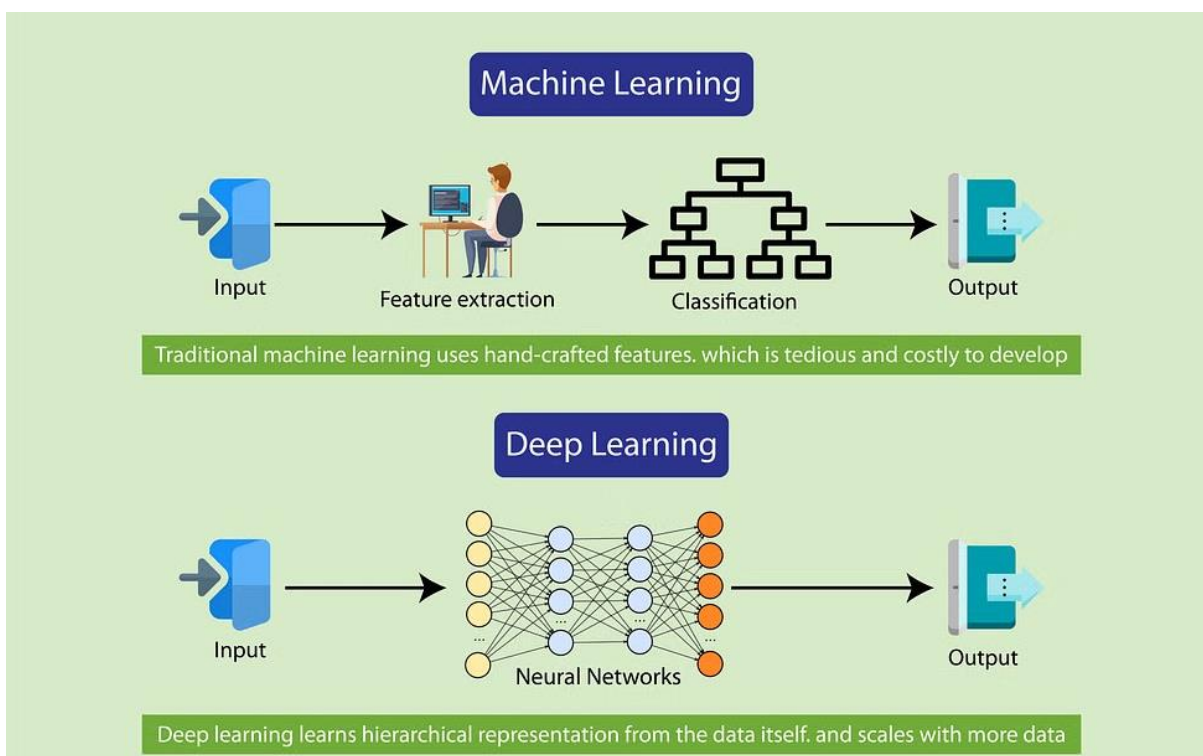 Machine Learning
Input
Feature extraction
Classification
Output
Traditional machine learning uses hand-crafted features. which is tedious and costly to develop
Deep Learning
...
...
...
...
Input
Neural Networks
Output
Deep learning learns hierarchical representation from the data itself. and scales with more data